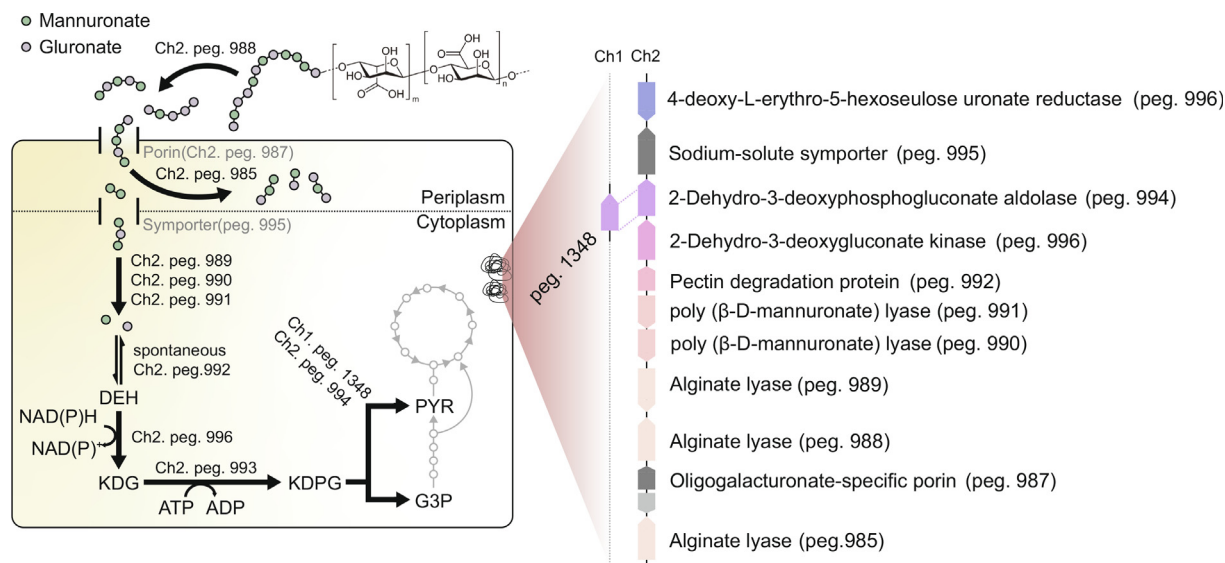 Mannuronate
Gluronate
Ch2. peg. 988
O
OH
HO
O
O
OH
m
O
OH
O
OH
HO
O
n
O
Porin(Ch2. peg. 987)
Ch2. peg. 985
Periplasm
Cytoplasm
Symporter(peg. 995)
Ch2. peg. 989
Ch2. peg. 990
Ch2. peg. 991
spontaneous
Ch2. peg.992
DEH
NAD(P)H
NAD(P)+
Ch2. peg. 996
KDG
Ch2. peg. 993
ATP
ADP
KDPG
Ch1. peg. 1348
Ch2. peg. 994
PYR
G3P
peg. 1348
Ch1
Ch2
4-deoxy-L-erythro-5-hexoseulose uronate reductase (peg. 996)
Sodium-solute symporter (peg. 995)
2-Dehydro-3-deoxyphosphogluconate aldolase (peg. 994)
2-Dehydro-3-deoxygluconate kinase (peg. 996)
Pectin degradation protein (peg. 992)
poly (β-D-mannuronate) lyase (peg. 991)
poly (β-D-mannuronate) lyase (peg. 990)
Alginate lyase (peg. 989)
Alginate lyase (peg. 988)
Oligogalacturonate-specific porin (peg. 987)
Alginate lyase (peg.985)